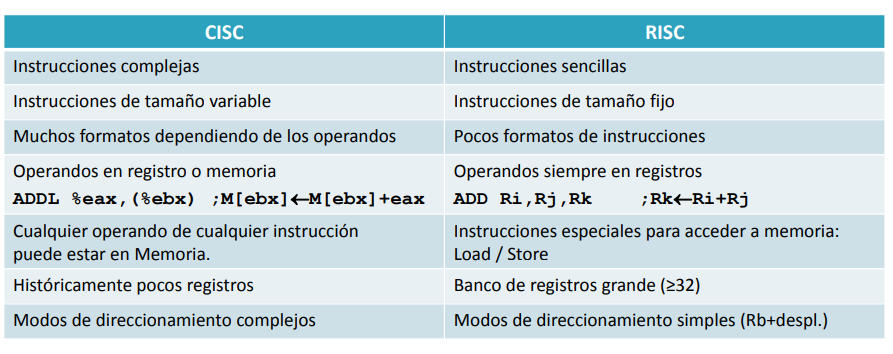 CISC RISC
Instrucciones complejas Instrucciones sencillas
Instrucciones de tamaño variable Instrucciones de tamaño fijo
Muchos formatos dependiendo de los operandos Pocos formatos de instrucciones
Operandos en registro o memoria Operandos siempre en registros
ADDL %eax,(%ebx) ;M[ebx]←M[ebx]+eax ADD Ri,Rj,Rk ;Rk←Ri+Rj
Cualquier operando de cualquier instrucción Instrucciones especiales para acceder a memoria:
puede estar en Memoria. Load / Store
Históricamente pocos registros Banco de registros grande (≥32)
Modos de direccionamiento complejos Modos de direccionamiento simples (Rb+despl.)